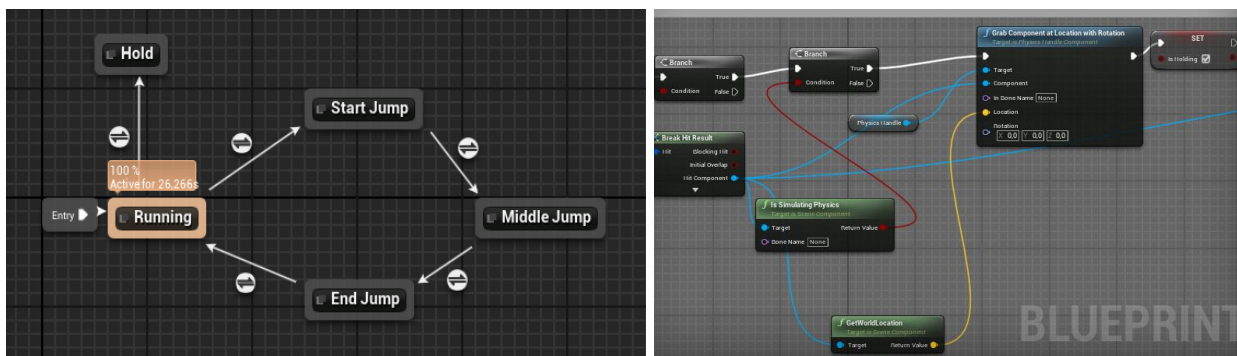 Hold
Start Jump
100 %
Active for 26,266s
Entry
Running
Middle Jump
End Jump
Branch
True
Condition
False
Branch
True
Condition
False
Grab Component at Location with Rotation
Target is Physics Handle Component
Target
Component
In Bone Name None
Location
Rotation
X 0,0 Y 0,0 Z 0,0
SET
Is Holding
Physics Handle
Break Hit Result
Hit
Blocking Hit
Initial Overlap
Hit Component
Is Simulating Physics
Target is Scene Component
Target
Return Value
Bone Name None
GetWorldLocation
Target is Scene Component
Target
Return Value
BLUEPRINT